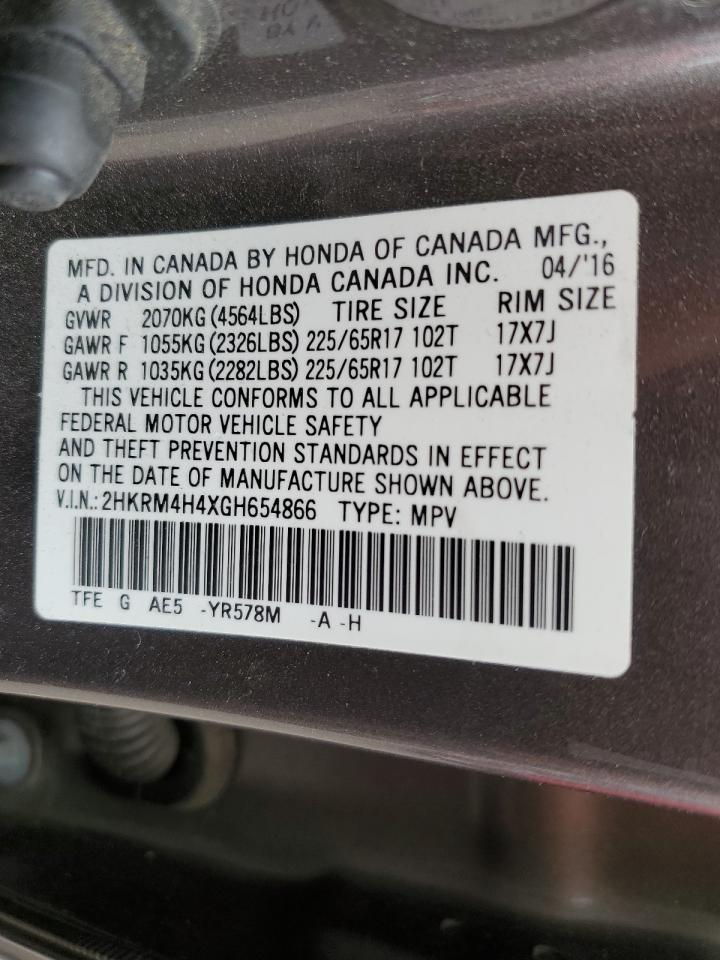 MFD. IN CANADA BY HONDA OF CANADA MFG.,
A DIVISION OF HONDA CANADA INC. 04/'16
GVWR 2070KG (4564LBS) TIRE SIZE RIM SIZE
GAWR F 1055KG (2326LBS) 225/65R17 102T 17X7J
GAWR R 1035KG (2282LBS) 225/65R17 102T 17X7J
THIS VEHICLE CONFORMS TO ALL APPLICABLE
FEDERAL MOTOR VEHICLE SAFETY
AND THEFT PREVENTION STANDARDS IN EFFECT
ON THE DATE OF MANUFACTURE SHOWN ABOVE.
V.I.N.: 2HKRM4H4XGH654866 TYPE: MPV
TFE G AE5 -YR578M -A -H